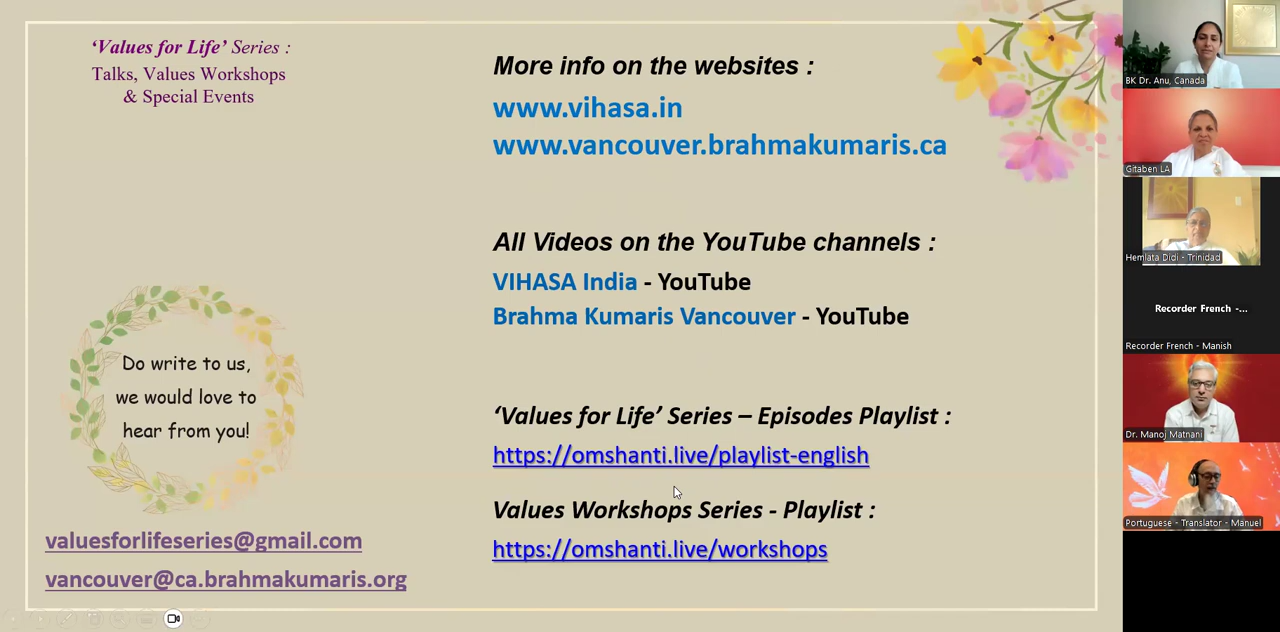 ‘Values for Life’ Series :
Talks, Values Workshops
& Special Events
More info on the websites :
www.vihasa.in
www.vancouver.brahmakumaris.ca
All Videos on the YouTube channels :
VIHASA India - YouTube
Brahma Kumaris Vancouver - YouTube
Do write to us,
we would love to
hear from you!
‘Values for Life’ Series – Episodes Playlist :
https://omshanti.live/playlist-english
Values Workshops Series - Playlist :
https://omshanti.live/workshops
valuesforlifeseries@gmail.com
vancouver@ca.brahmakumaris.org
BK Dr. Anu, Canada
Gitaben LA
Hemlata Didi - Trinidad
Recorder French -...
Recorder French - Manish
Dr. Manoj Matnani
Portuguese - Translator - Manuel